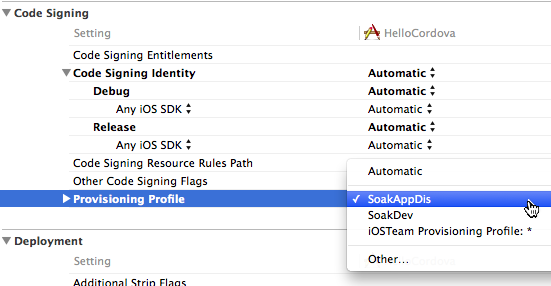 Code Signing
Setting HelloCordova
Code Signing Entitlements
Code Signing Identity Automatic
Debug Automatic
Any iOS SDK Automatic
Release Automatic
Any iOS SDK Automatic
Code Signing Resource Rules Path
Automatic
Other Code Signing Flags
Provisioning Profile SoakAppDis
SoakDev
iOSTeam Provisioning Profile: *
Deployment
Other...
Setting
Additional Strip Flags